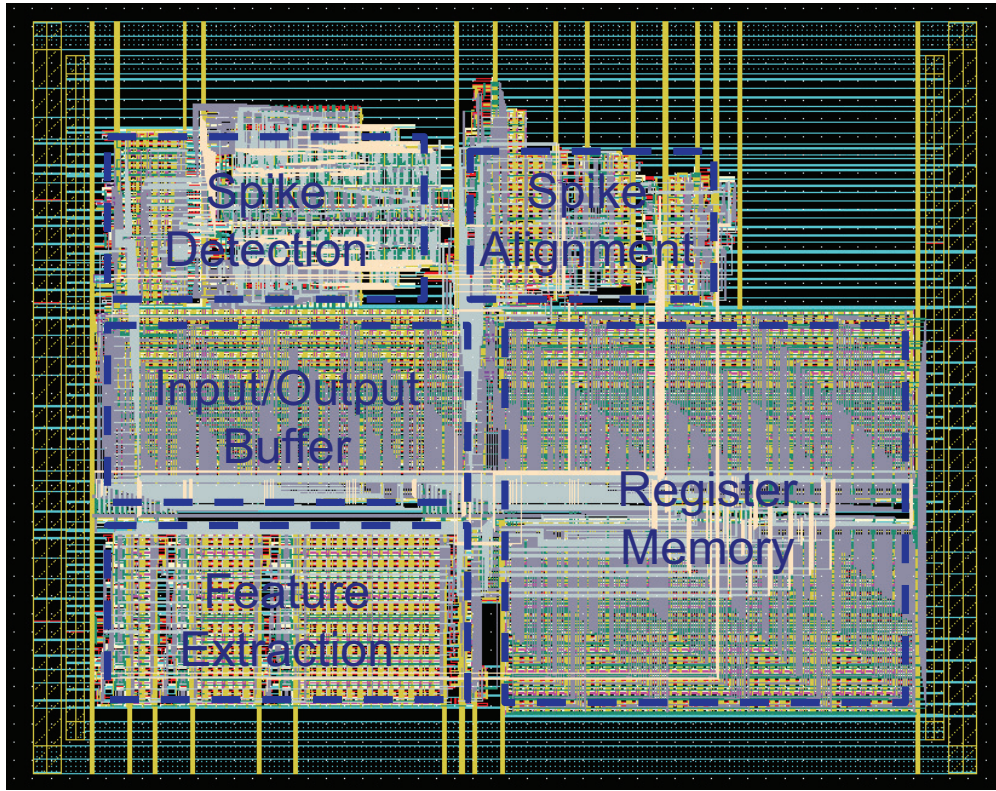 Spike
Detection
Spike
Alignment
Input/Output
Buffer
Register
Memory
Feature
Extraction